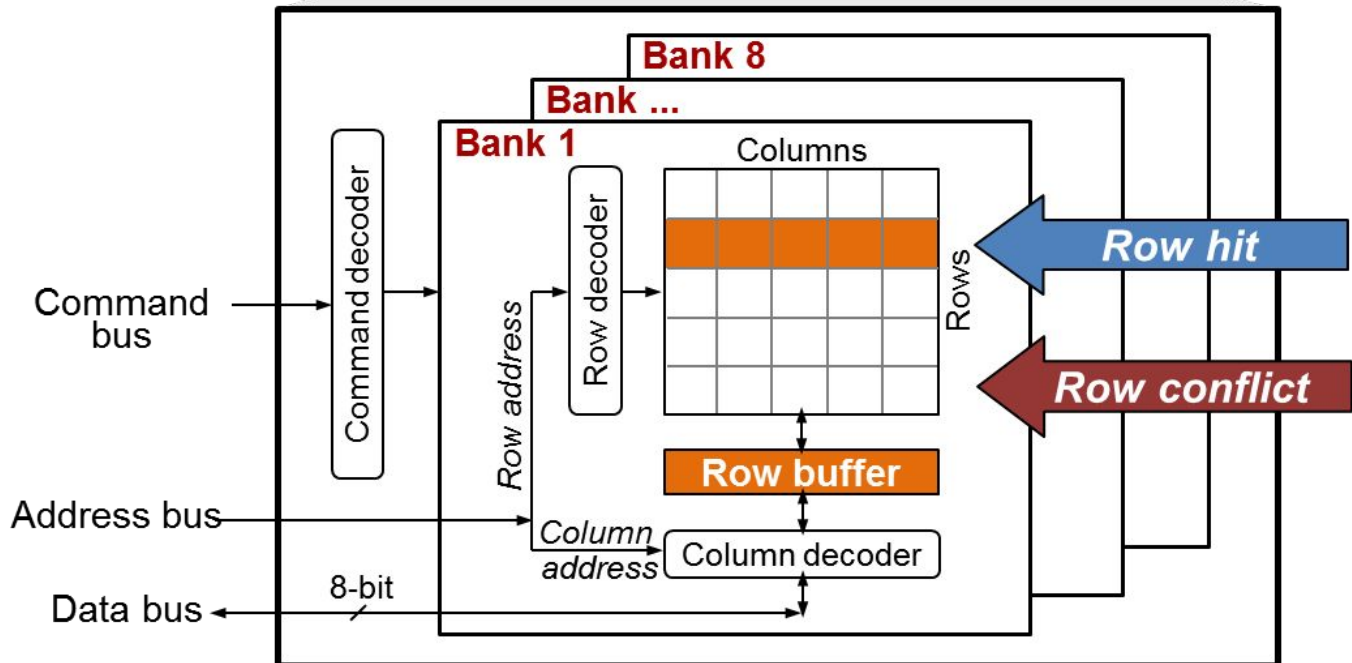 Bank 8
Bank ...
Bank 1
Columns
Command decoder
Row decoder
Row hit
Rows
Command
bus
Row address
Row conflict
Row buffer
Address bus
Column
address
Column decoder
8-bit
Data bus